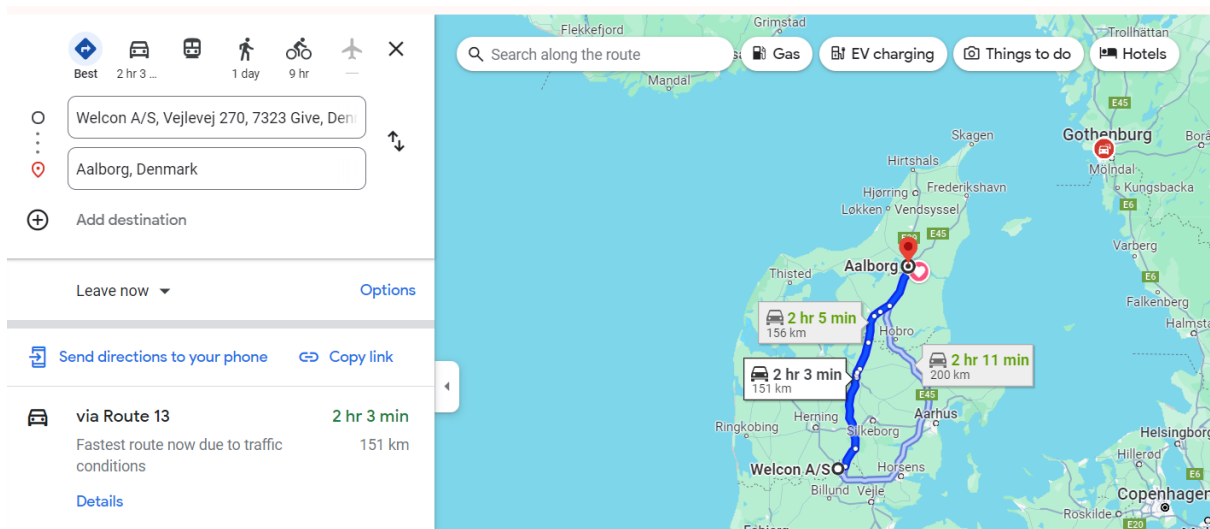 Best
2 hr 3 ...
1 day
9 hr
—
Welcon A/S, Vejlevej 270, 7323 Give, Den
Aalborg, Denmark
Add destination
Leave now
Options
Send directions to your phone
Copy link
via Route 13
2 hr 3 min
Fastest route now due to traffic
151 km
conditions
Details
Search along the route
Gas
EV charging
Things to do
Hotels
Grimstad
Flekkefjord
Mandal
Trollhättan
E45
Gothenburg
Borå
Mölndal
Kungsbacka
E6
Varberg
E6
Falkenberg
Halmsta
Skagen
Hirtshals
Hjørring
Frederikshavn
Løkken
Vendsyssel
E45
Aalborg
Thisted
2 hr 5 min
156 km
Hobro
2 hr 11 min
200 km
2 hr 3 min
151 km
E45
Herning
Aarhus
Ringkobing
Silkeborg
Welcon A/S
Horsens
Billund
Vejle
Helsingborg
Hillerød
E6
Copenhagen
Roskilde
E20